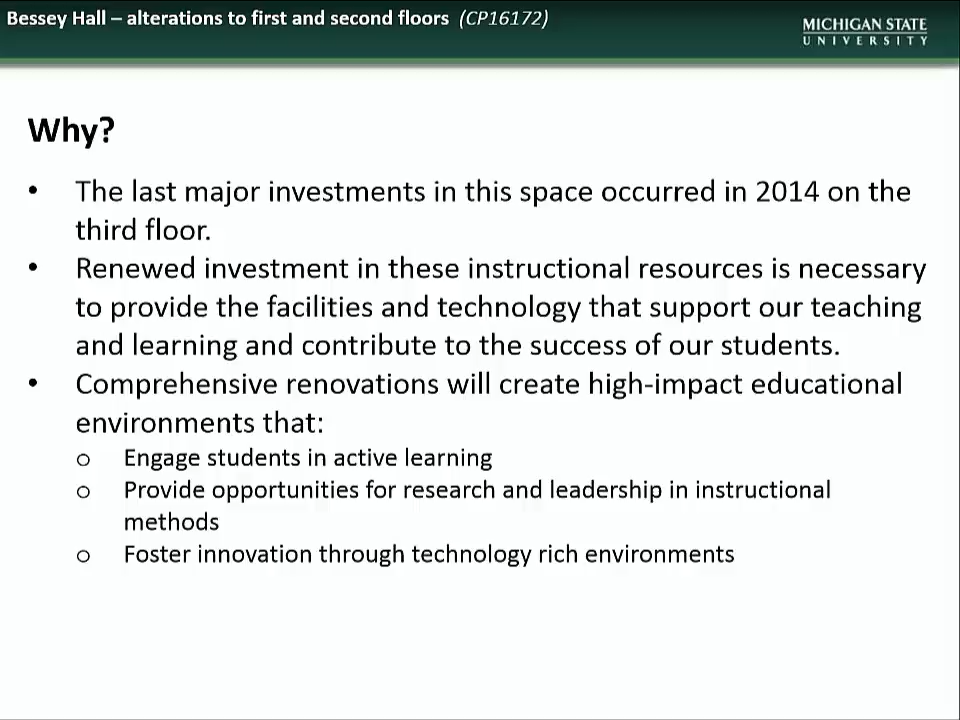 Bessey Hall – alterations to first and second floors (CP16172)
MICHIGAN STATE
UNIVERSITY
Why?
• The last major investments in this space occurred in 2014 on the
third floor.
• Renewed investment in these instructional resources is necessary
to provide the facilities and technology that support our teaching
and learning and contribute to the success of our students.
• Comprehensive renovations will create high-impact educational
environments that:
o Engage students in active learning
o Provide opportunities for research and leadership in instructional
methods
o Foster innovation through technology rich environments